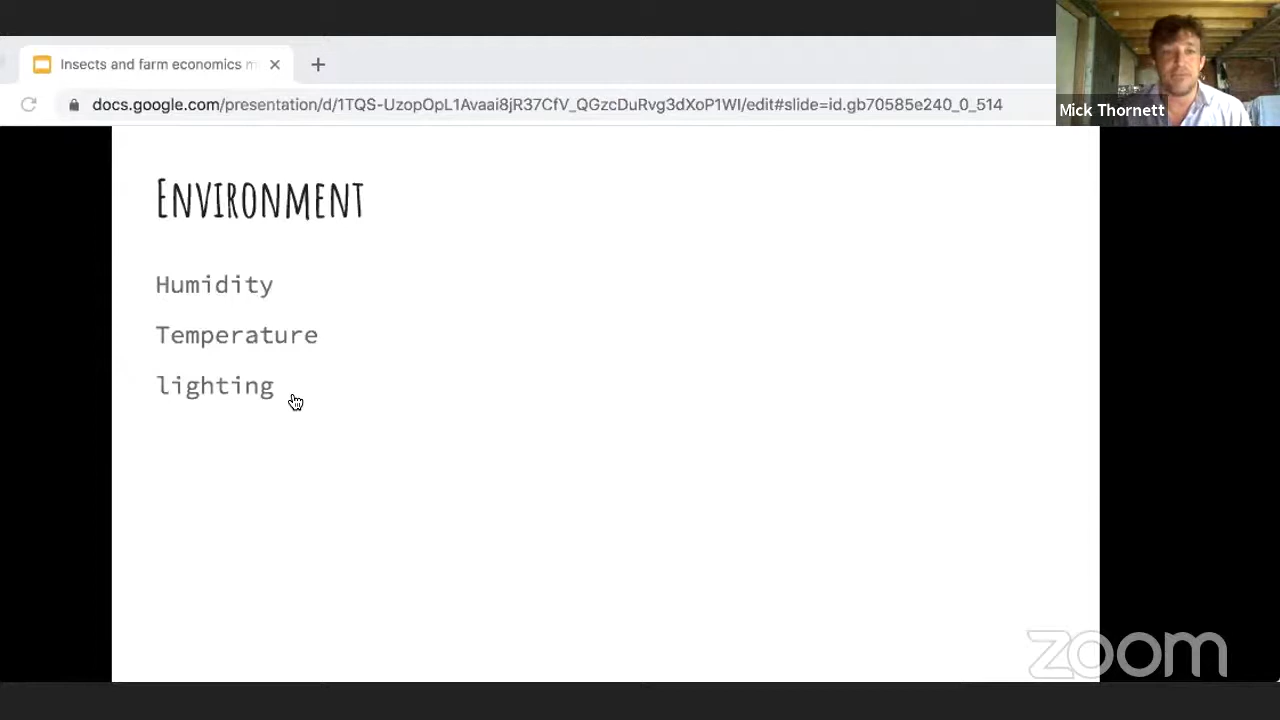 Insects and farm economics m
docs.google.com/presentation/d/1TQS-UzopOpL1Avaai8jR37CfV_QGzcDuRvg3dXoP1WI/edit#slide=id.gb70585e240_0_514
Mick Thornett
Environment
Humidity
Temperature
lighting
zoom